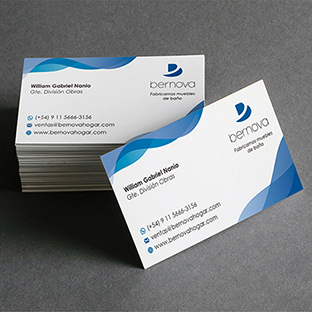 William Gabriel Nanio
Gte. División Obras
bernova
Fabricamos muebles
de baño
(+54) 9 11 5666-3156
ventas@bernovahogar.com
www.bernovahogar.com
bernova
Fabricamos muebles
de baño
William Gabriel Nanio
Gte. División Obras
(+54) 9 11 5666-3156
ventas@bernovahogar.com
www.bernovahogar.com